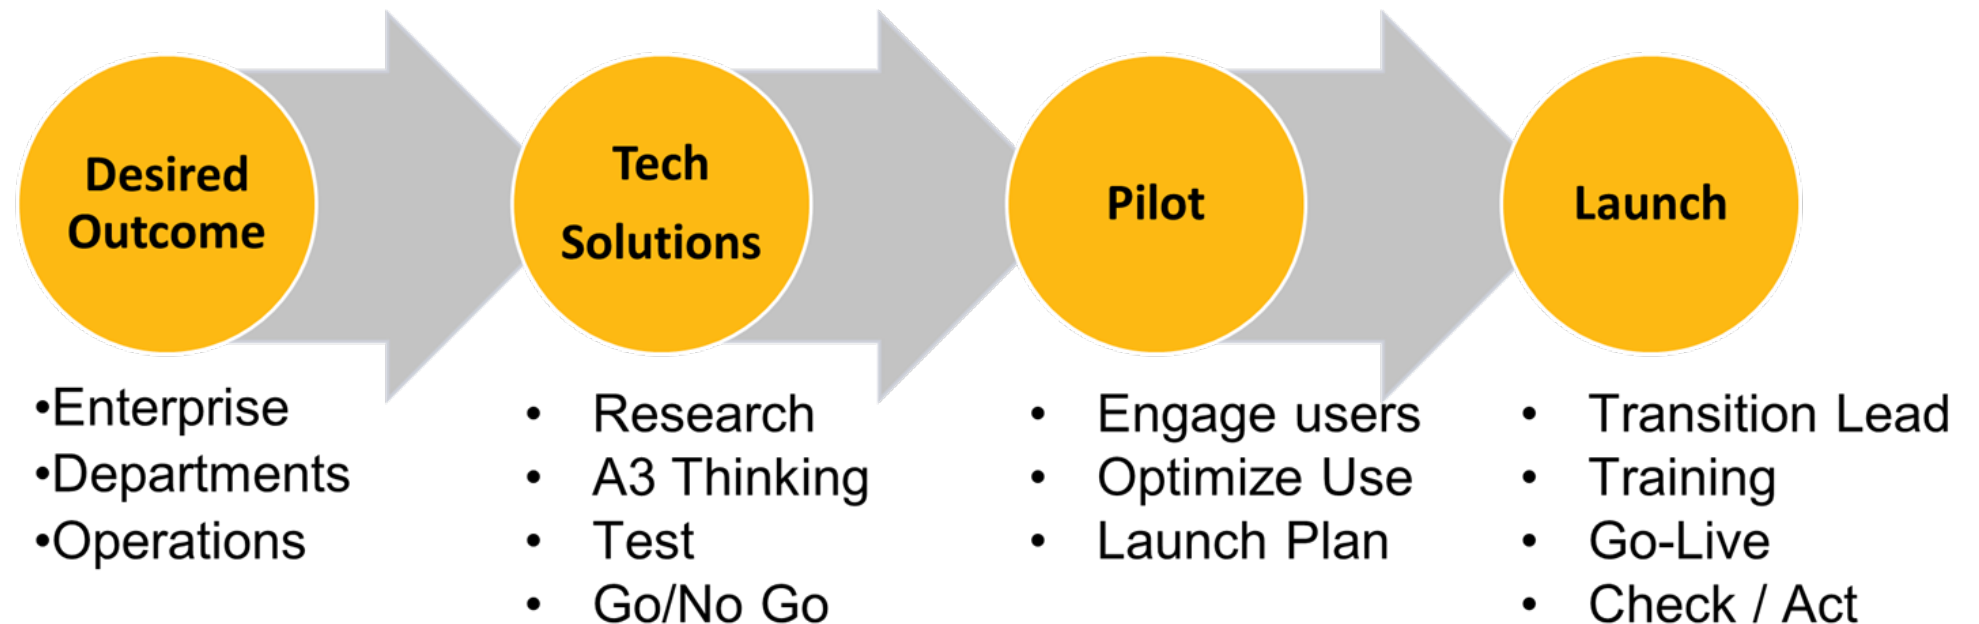 Desired
Outcome
Tech
Solutions
Pilot
Launch
•Enterprise
•Departments
•Operations
• Research
• A3 Thinking
• Test
• Go/No Go
• Engage users
• Optimize Use
• Launch Plan
• Transition Lead
• Training
• Go-Live
• Check / Act